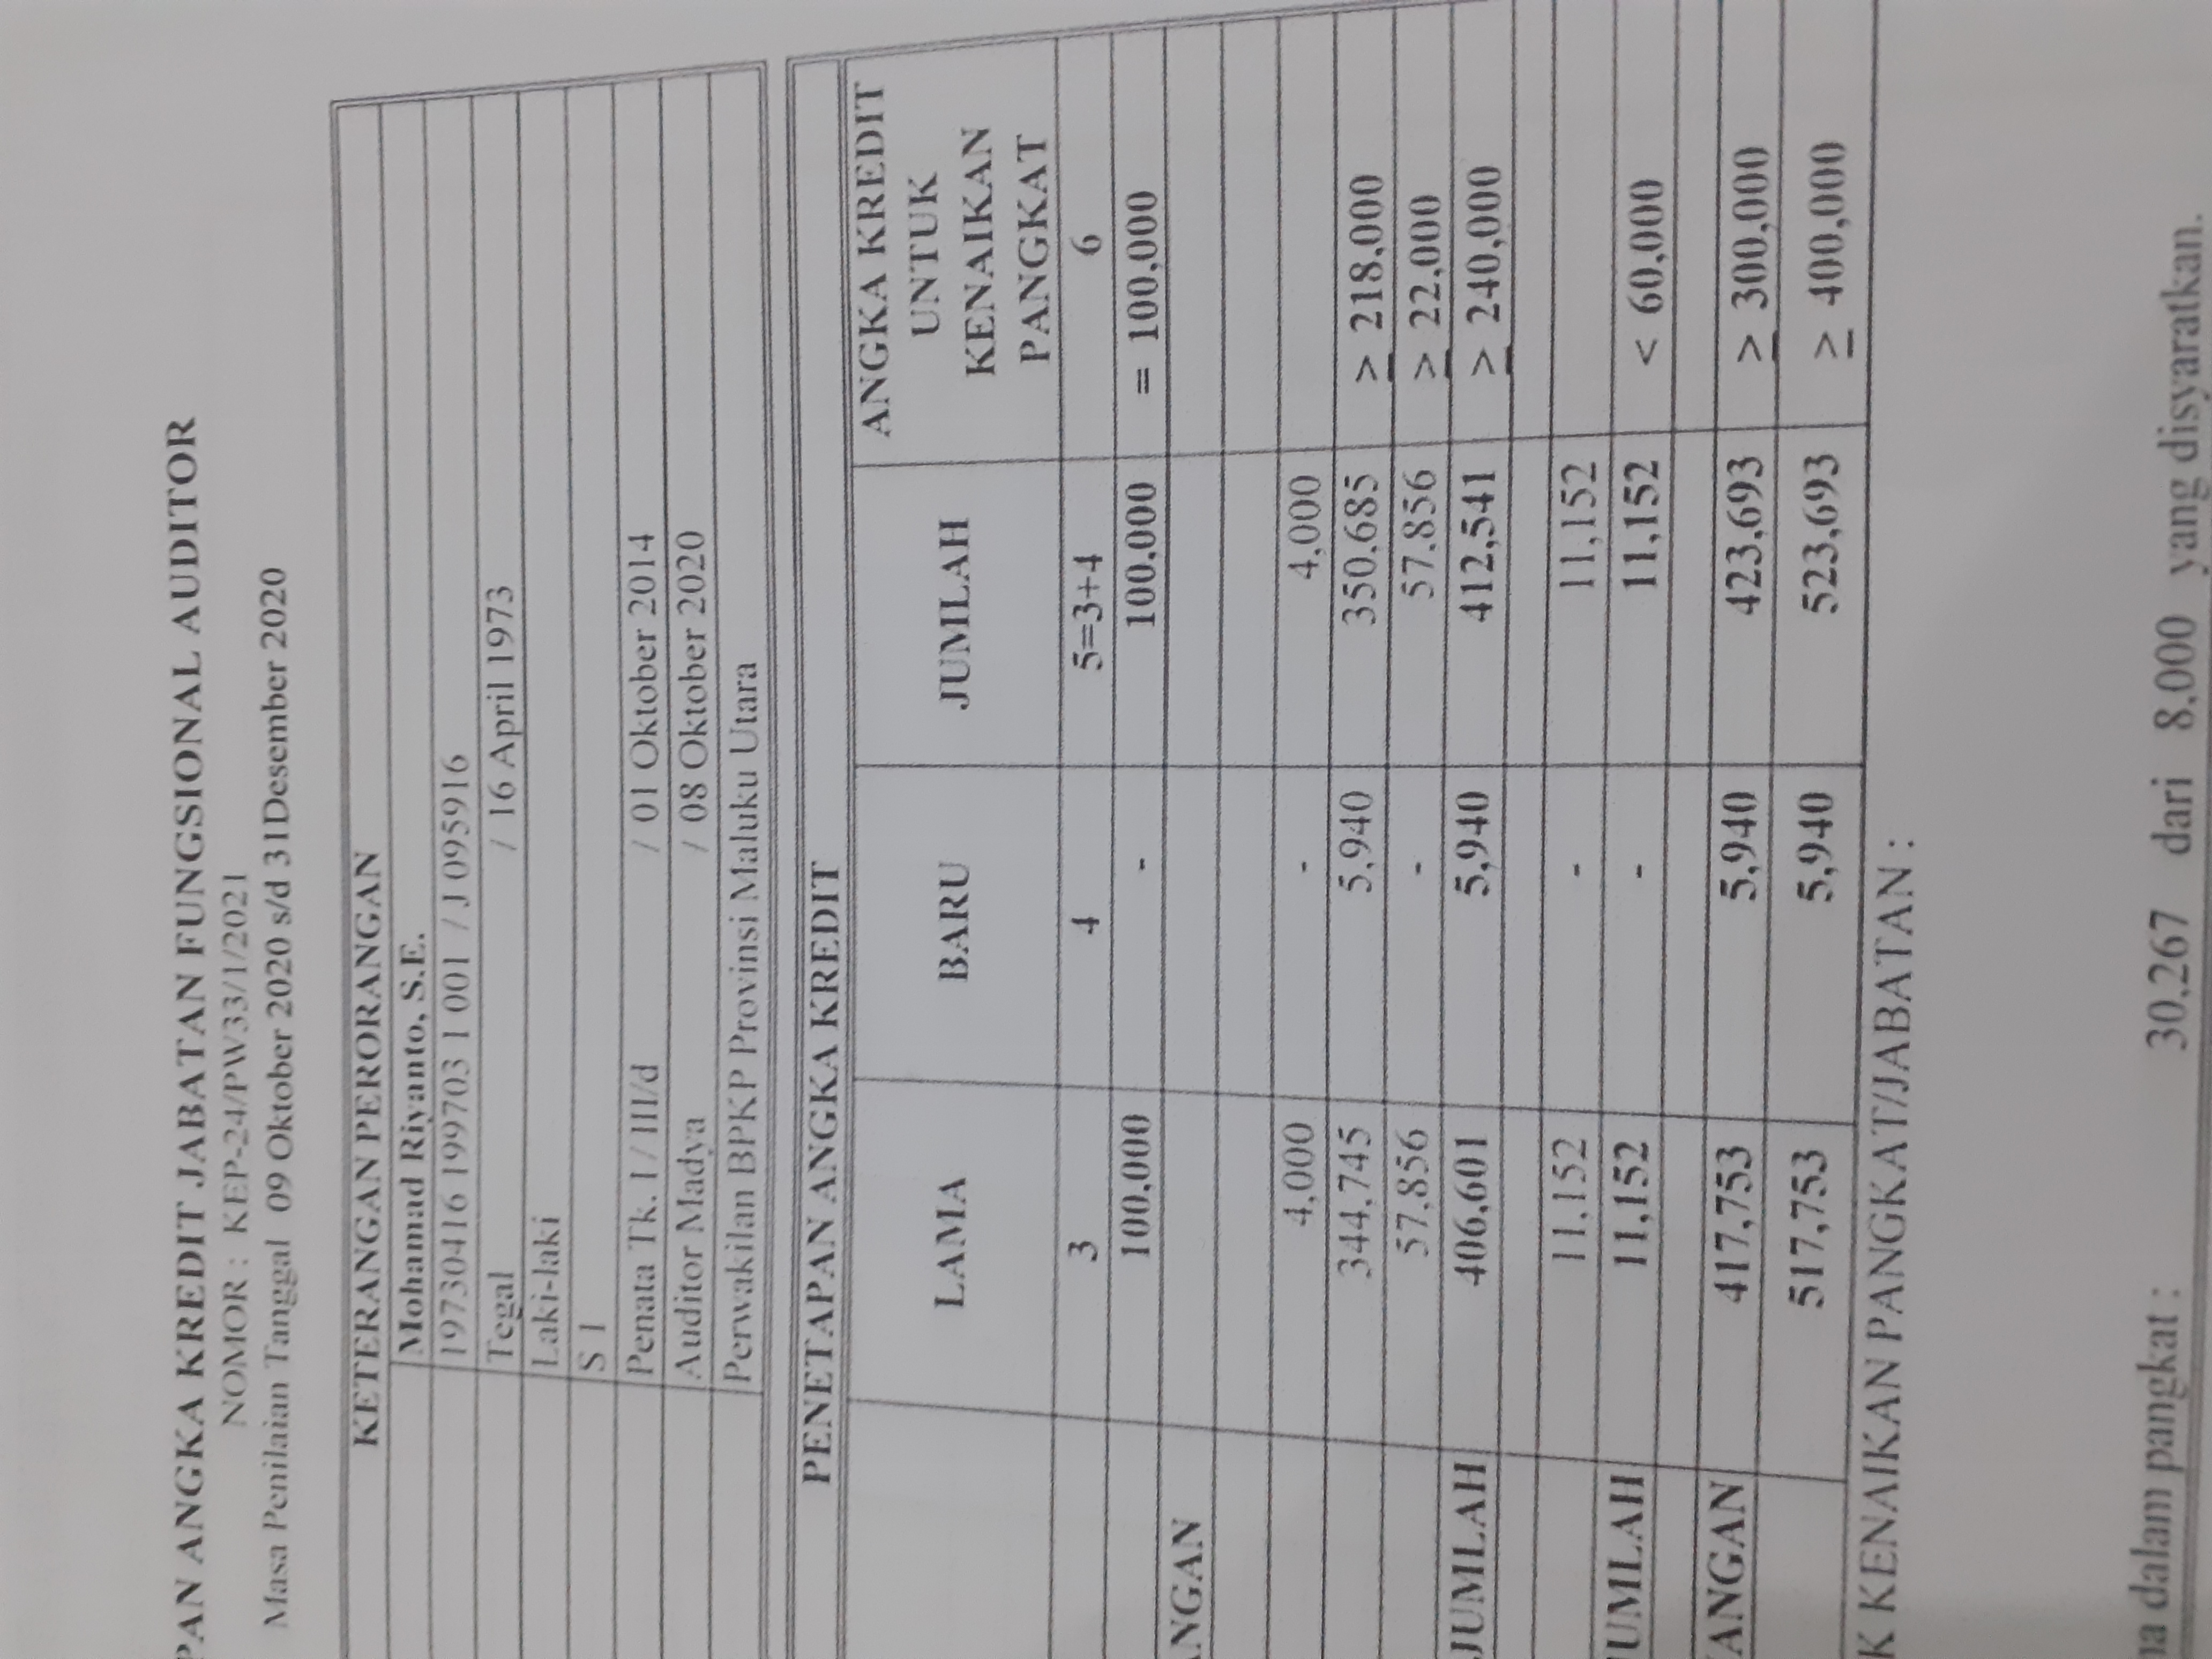 PAN ANGKA KREDIT JABATAN FUNGSIONAL AUDITOR
NOMOR : KEP-24/PW33/1/2021
Masa Penilaian Tanggal 09 Oktober 2020 s/d 31Desember 2020
KETERANGAN PERORANGAN
Mohamad Riyanto, S.E.
19730416 199703 1 001 / J 095916
Tegal / 16 April 1973
Laki-laki
S 1
Penata Tk. I / III/d / 01 Oktober 2014
Auditor Madya / 08 Oktober 2020
Perwakilan BPKP Provinsi Maluku Utara
PENETAPAN ANGKA KREDIT
LAMA BARU JUMLAH ANGKA KREDIT
UNTUK
KENAIKAN
PANGKAT
3 4 5=3+4 6
100,000 - 100,000 = 100,000
ANGAN
4,000 - 4,000
344,745 5,940 350,685 ≥ 218,000
57,856 - 57,856 ≥ 22,000
JUMLAH 406,601 5,940 412,541 ≥ 240,000
11,152 - 11,152
JUMLAH 11,152 - 11,152 < 60,000
ANGAN 417,753 5,940 423,693 ≥ 300,000
517,753 5,940 523,693 ≥ 400,000
K KENAIKAN PANGKAT/JABATAN :
na dalam pangkat : 30,267 dari 8,000 yang disyaratkan.